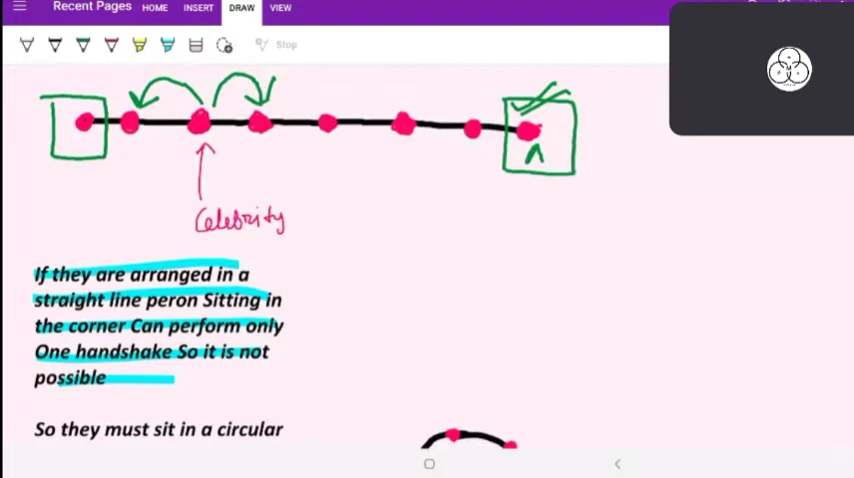 Recent Pages HOME INSERT DRAW VIEW
Stop
Celebrity
If they are arranged in a
straight line peron Sitting in
the corner Can perform only
One handshake So it is not
possible
So they must sit in a circular